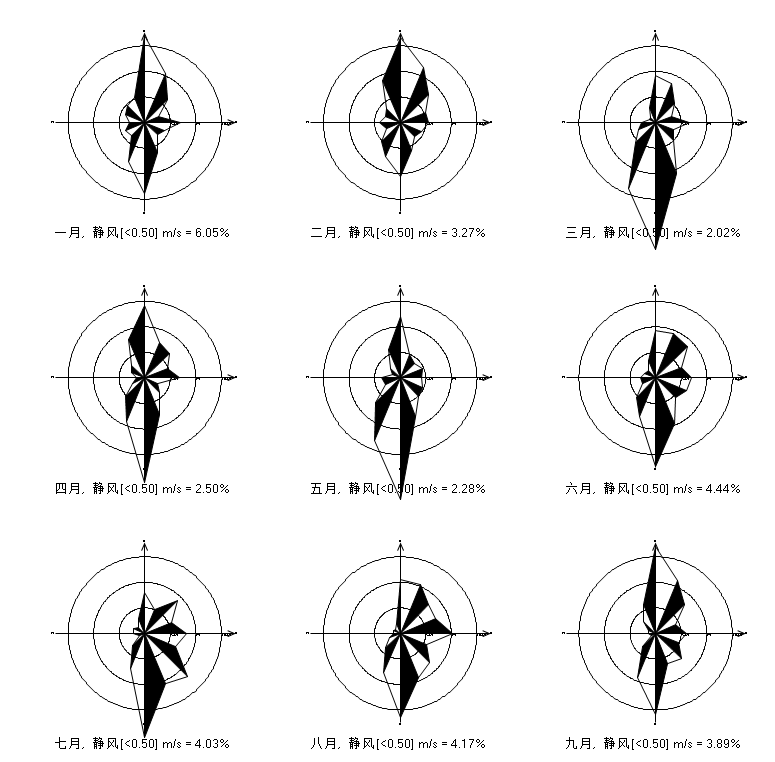 一月, 静风[<0.50] m/s = 6.05%
二月, 静风[<0.50] m/s = 3.27%
三月, 静风[<0.50] m/s = 2.02%
四月, 静风[<0.50] m/s = 2.50%
五月, 静风[<0.50] m/s = 2.28%
六月, 静风[<0.50] m/s = 4.44%
七月, 静风[<0.50] m/s = 4.03%
八月, 静风[<0.50] m/s = 4.17%
九月, 静风[<0.50] m/s = 3.89%